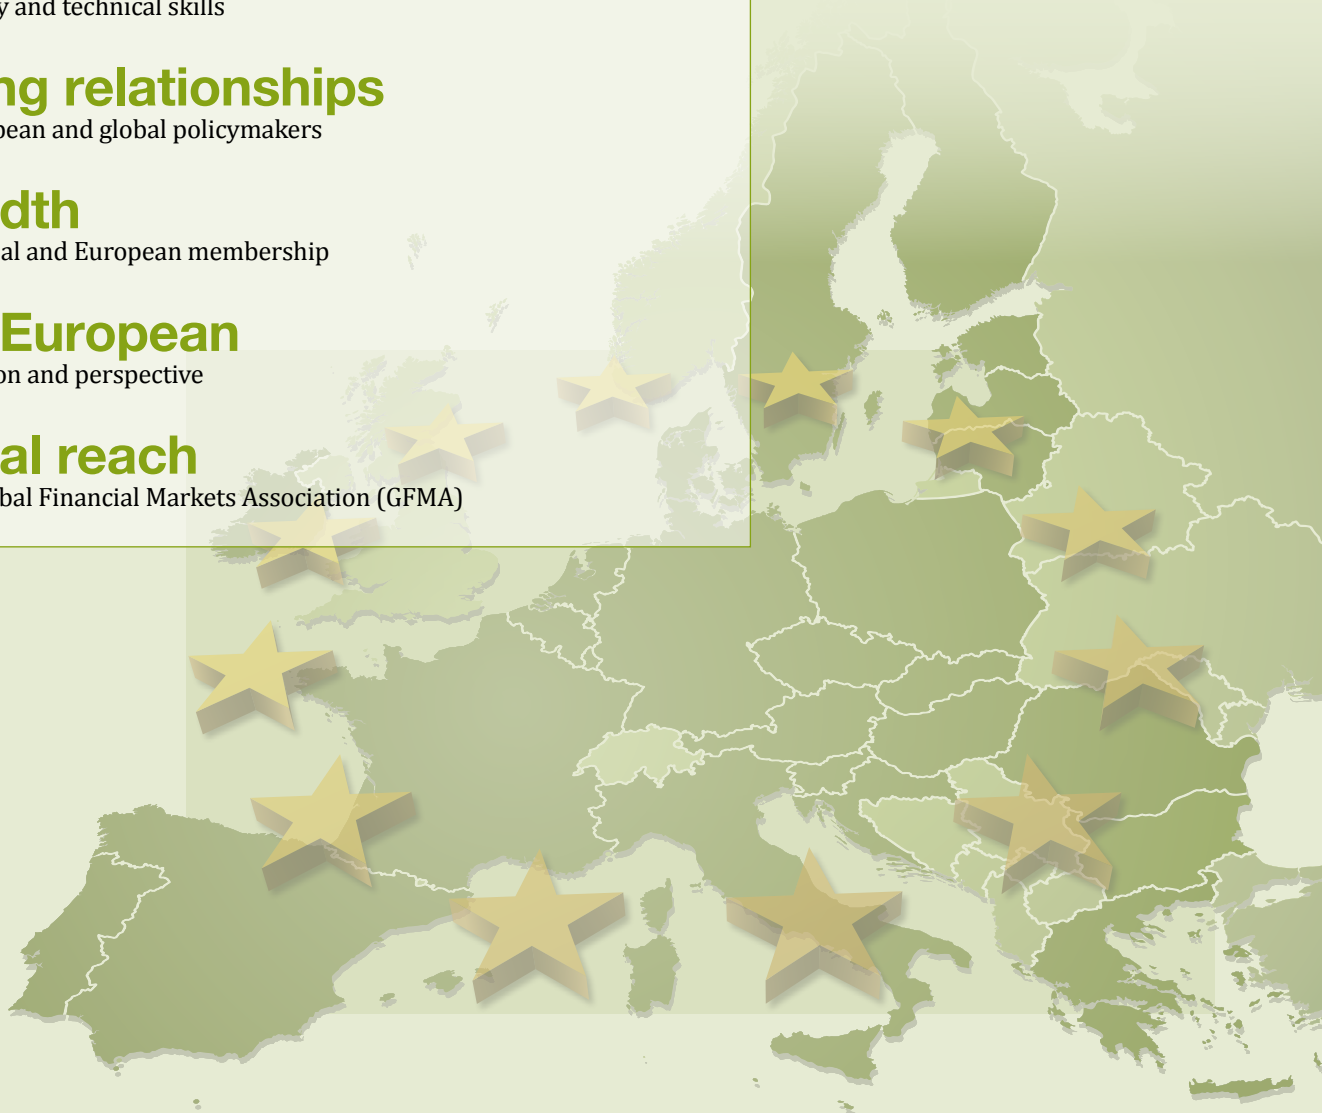 y and technical skills
ng relationships
pean and global policymakers
dth
al and European membership
European
on and perspective
al reach
bal Financial Markets Association (GFMA)